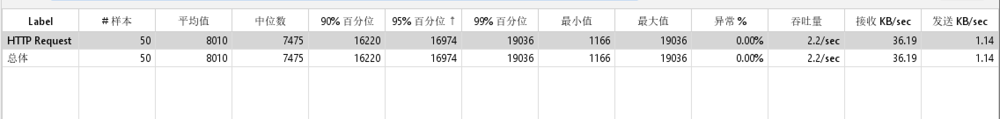 Label # 样本 平均值 中位数 90% 百分位 95% 百分位 ↑ 99% 百分位 最小值 最大值 异常 % 吞吐量 接收 KB/sec 发送 KB/sec
HTTP Request 50 8010 7475 16220 16974 19036 1166 19036 0.00% 2.2/sec 36.19 1.14
总体 50 8010 7475 16220 16974 19036 1166 19036 0.00% 2.2/sec 36.19 1.14